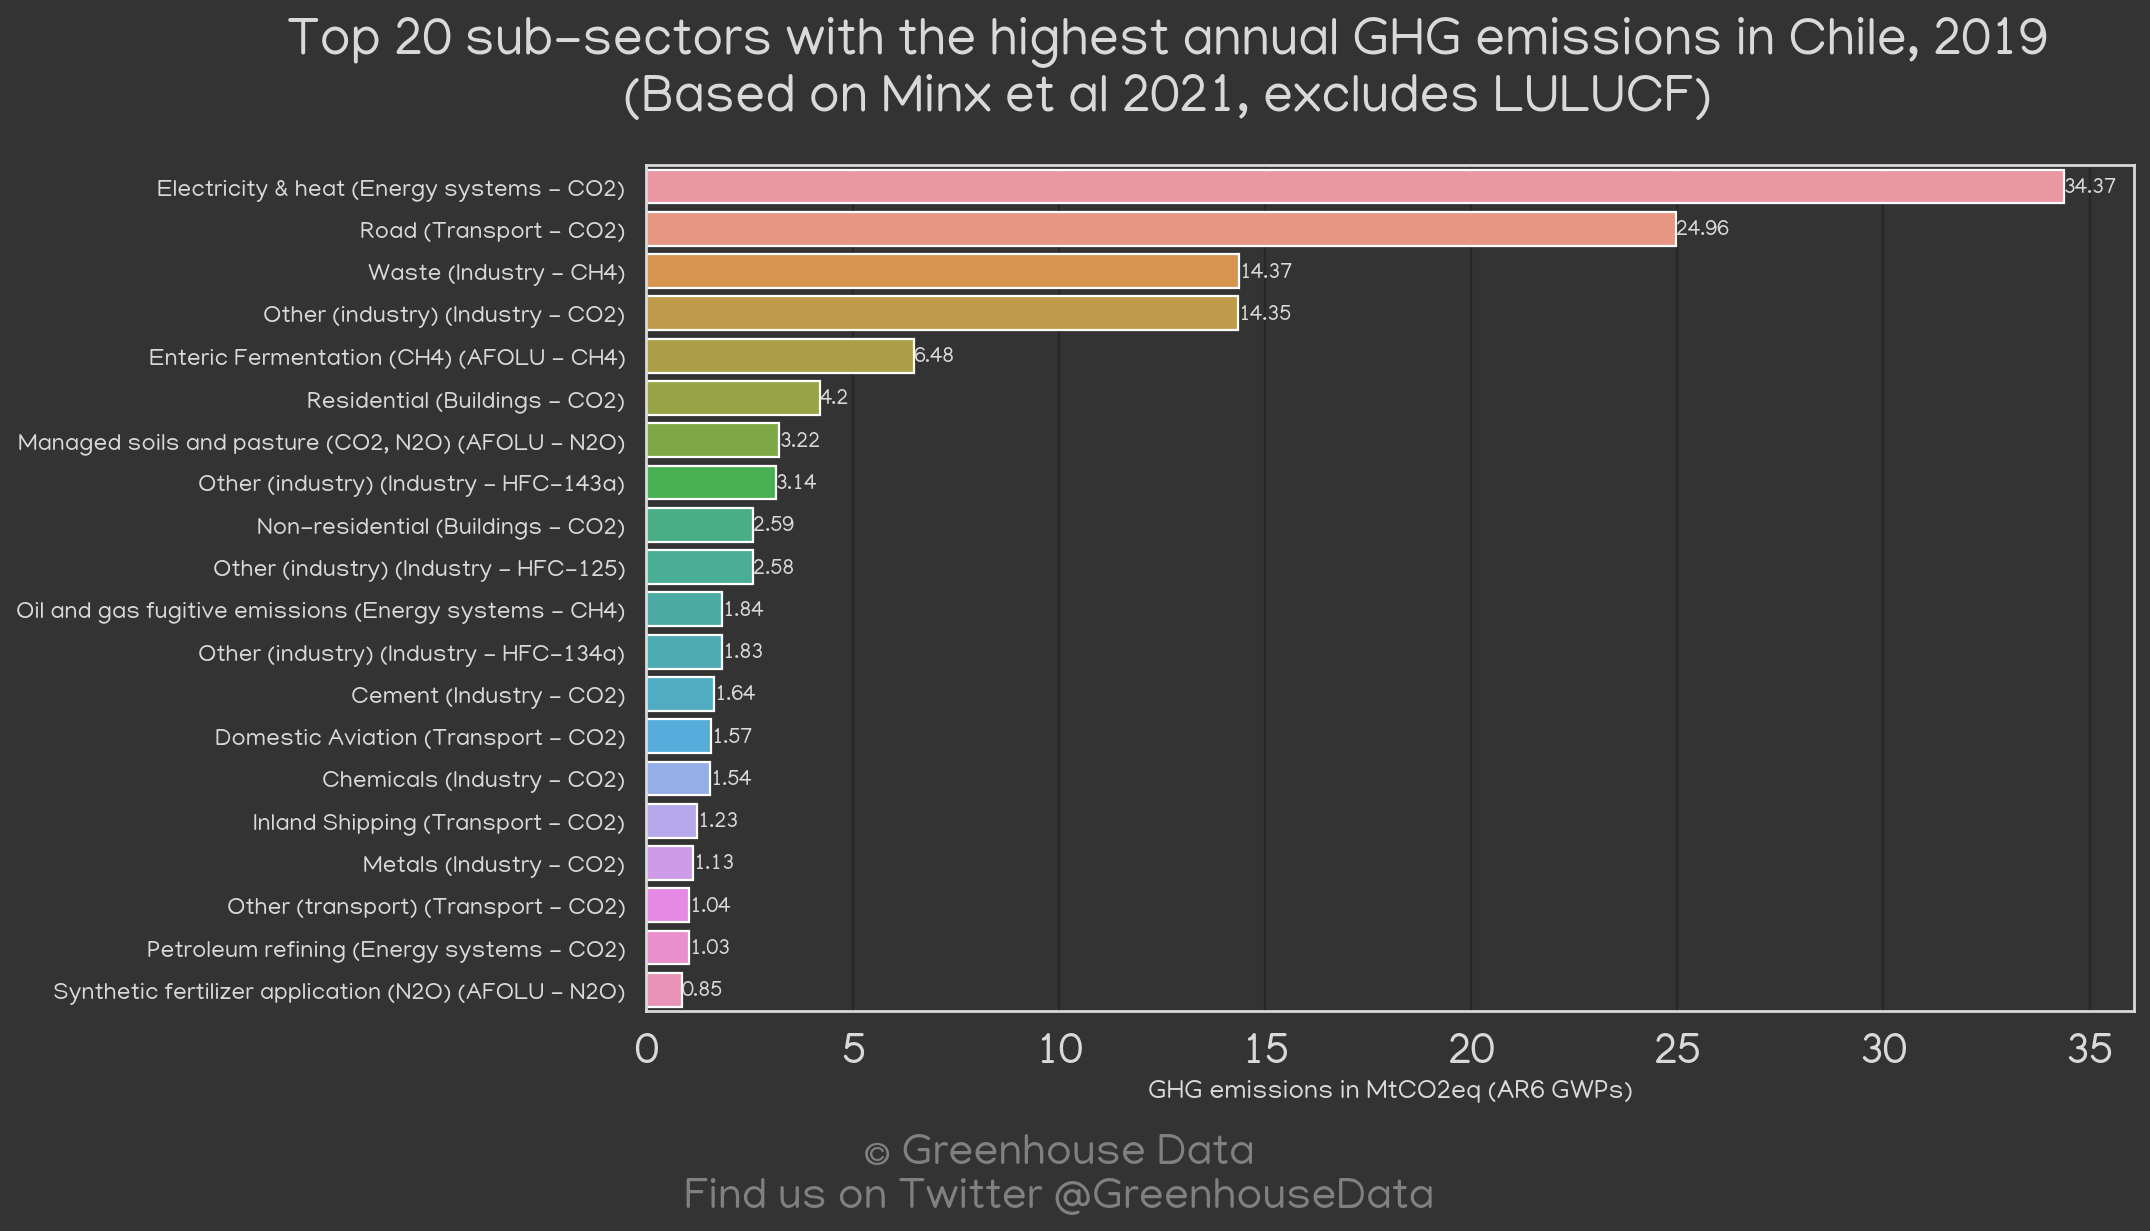 Top 20 sub-sectors with the highest annual GHG emissions in Chile, 2019
(Based on Minx et al 2021, excludes LULUCF)
Electricity & heat (Energy systems - CO2) 34.37
Road (Transport - CO2) 24.96
Waste (Industry - CH4) 14.37
Other (industry) (Industry - CO2) 14.35
Enteric Fermentation (CH4) (AFOLU - CH4) 6.48
Residential (Buildings - CO2) 4.2
Managed soils and pasture (CO2, N2O) (AFOLU - N2O) 3.22
Other (industry) (Industry - HFC-143a) 3.14
Non-residential (Buildings - CO2) 2.59
Other (industry) (Industry - HFC-125) 2.58
Oil and gas fugitive emissions (Energy systems - CH4) 1.84
Other (industry) (Industry - HFC-134a) 1.83
Cement (Industry - CO2) 1.64
Domestic Aviation (Transport - CO2) 1.57
Chemicals (Industry - CO2) 1.54
Inland Shipping (Transport - CO2) 1.23
Metals (Industry - CO2) 1.13
Other (transport) (Transport - CO2) 1.04
Petroleum refining (Energy systems - CO2) 1.03
Synthetic fertilizer application (N2O) (AFOLU - N2O) 0.85
0 5 10 15 20 25 30 35
GHG emissions in MtCO2eq (AR6 GWPs)
© Greenhouse Data
Find us on Twitter @GreenhouseData